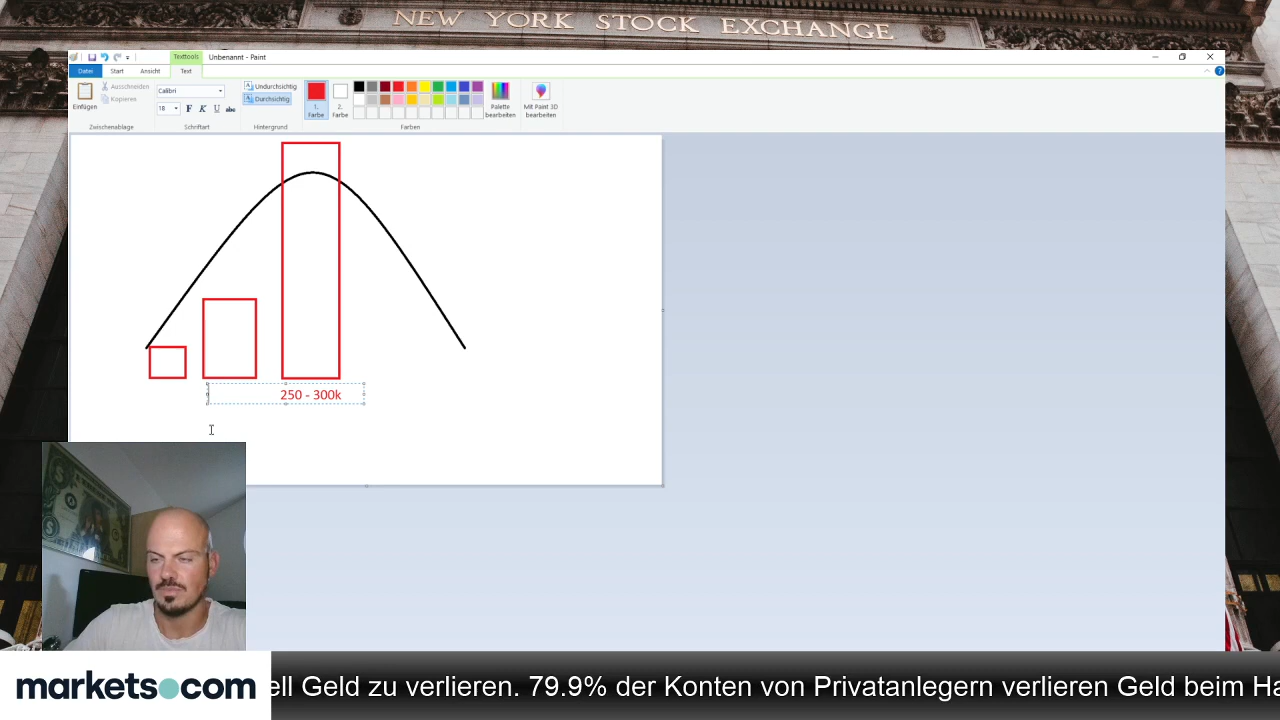 NEW YORK STOCK EXCHANGE
Texttools
Unbenannt - Paint
Datei
Start
Ansicht
Text
Einfügen
Ausschneiden
Kopieren
Zwischenablage
Calibri
18
F K U abc
Schriftart
Undurchsichtig
Durchsichtig
Hintergrund
1.
Farbe
2.
Farbe
Palette
bearbeiten
Farben
Mit Paint 3D
bearbeiten
250 - 300k
markets.com
ell Geld zu verlieren. 79.9% der Konten von Privatanlegern verlieren Geld beim Ha